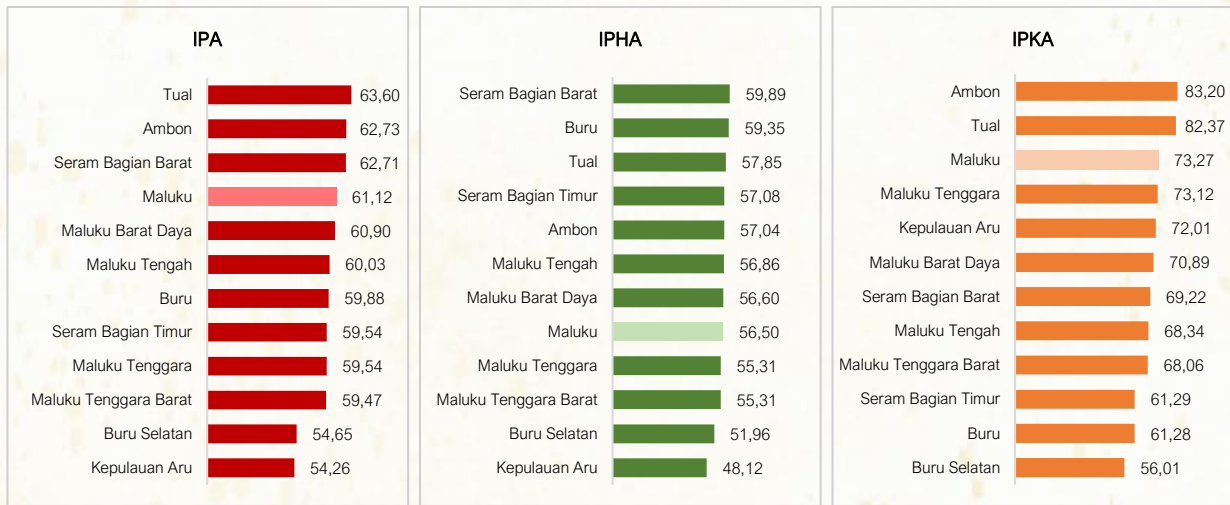 IPA
Tual 63,60
Ambon 62,73
Seram Bagian Barat 62,71
Maluku 61,12
Maluku Barat Daya 60,90
Maluku Tengah 60,03
Buru 59,88
Seram Bagian Timur 59,54
Maluku Tenggara 59,54
Maluku Tenggara Barat 59,47
Buru Selatan 54,65
Kepulauan Aru 54,26
IPHA
Seram Bagian Barat 59,89
Buru 59,35
Tual 57,85
Seram Bagian Timur 57,08
Ambon 57,04
Maluku Tengah 56,86
Maluku Barat Daya 56,60
Maluku 56,50
Maluku Tenggara 55,31
Maluku Tenggara Barat 55,31
Buru Selatan 51,96
Kepulauan Aru 48,12
IPKA
Ambon 83,20
Tual 82,37
Maluku 73,27
Maluku Tenggara 73,12
Kepulauan Aru 72,01
Maluku Barat Daya 70,89
Seram Bagian Barat 69,22
Maluku Tengah 68,34
Maluku Tenggara Barat 68,06
Seram Bagian Timur 61,29
Buru 61,28
Buru Selatan 56,01